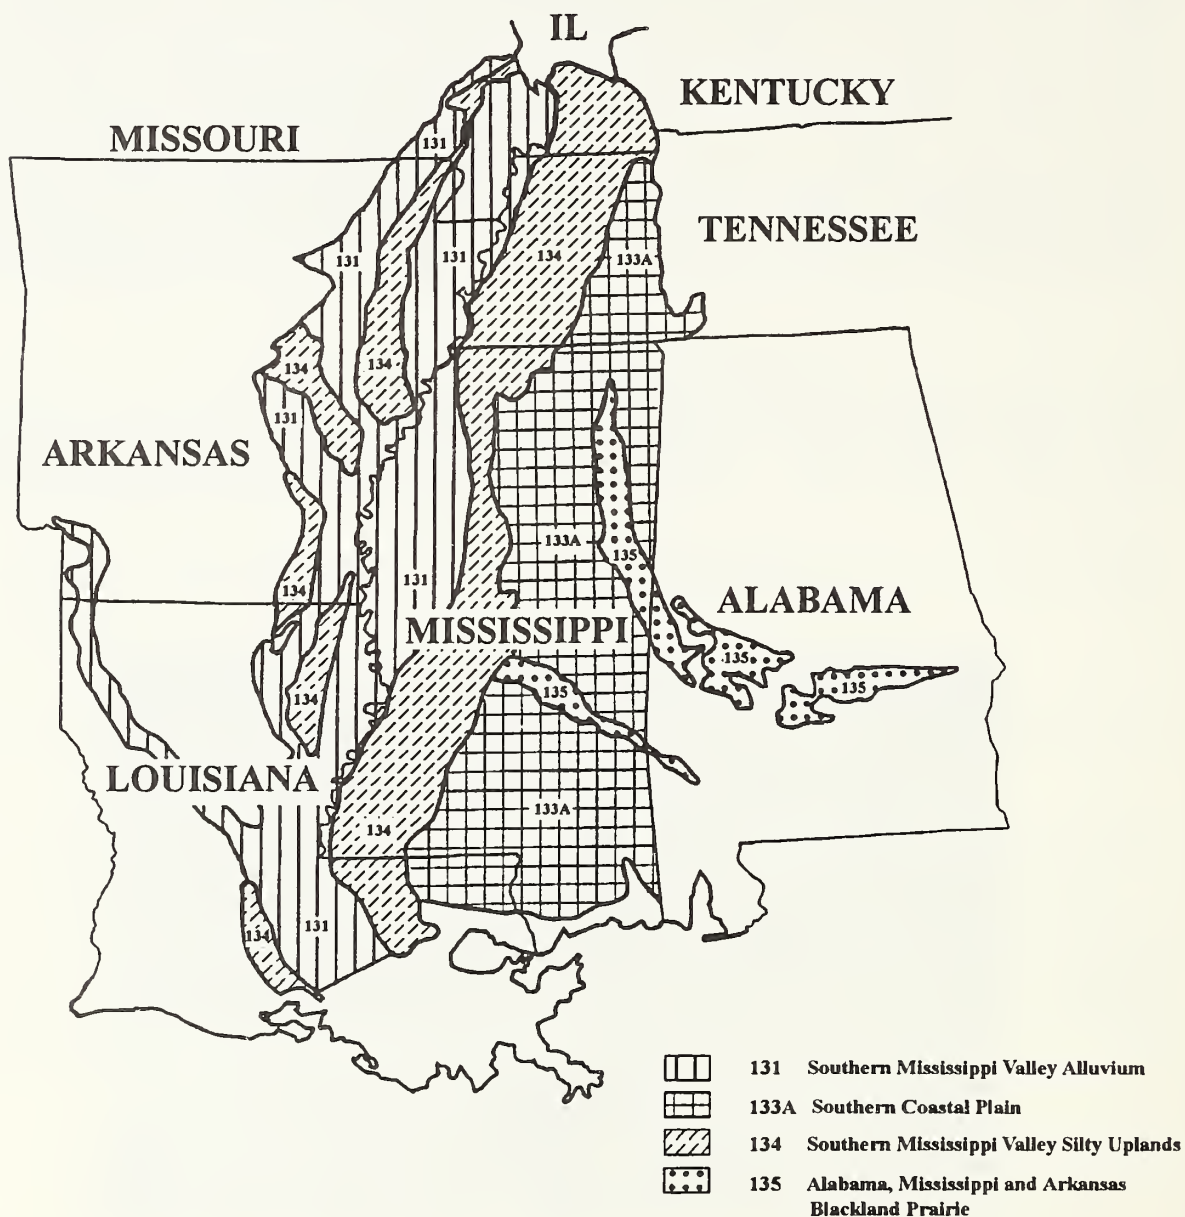 IL
KENTUCKY
MISSOURI
131
TENNESSEE
131
131
134
133A
134
134
131
ARKANSAS
133A
135
134
131
ALABAMA
MISSISSIPPI
135
135
135
134
LOUISIANA
133A
134
131
134
131 Southern Mississippi Valley Alluvium
133A Southern Coastal Plain
134 Southern Mississippi Valley Silty Uplands
135 Alabama, Mississippi and Arkansas
Blackland Prairie